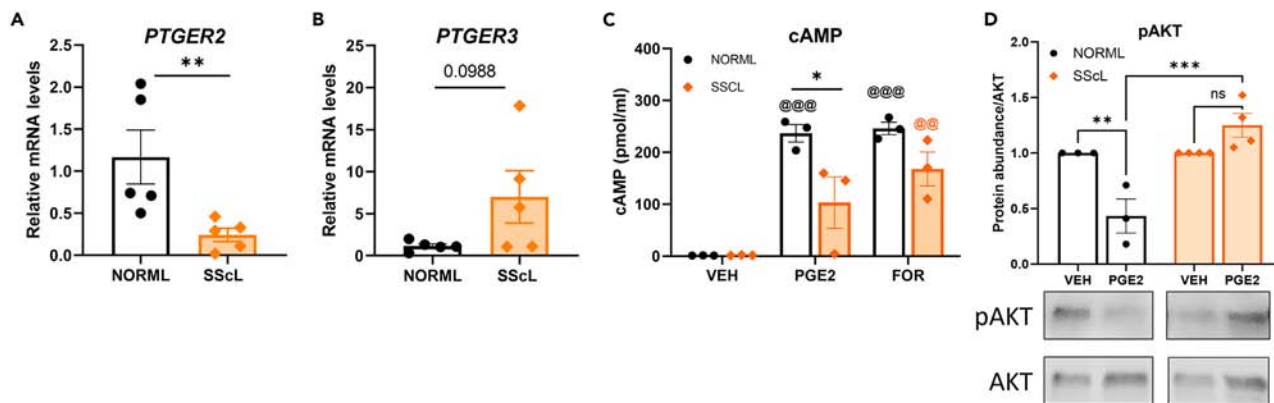 A
PTGER2
Relative mRNA levels
2.5
2.0
1.5
1.0
0.5
0.0
**
NORML
SScL
B
PTGER3
Relative mRNA levels
25
20
15
10
5
0
0.0988
NORML
SScL
C
cAMP
cAMP (pmol/ml)
400
300
200
100
0
NORML
SSCL
@@@
*
@@@
@@
VEH
PGE2
FOR
D
pAKT
Protein abundance/AKT
2.0
1.5
1.0
0.5
0.0
NORML
SScL
***
ns
**
VEH
PGE2
VEH
PGE2
pAKT
AKT